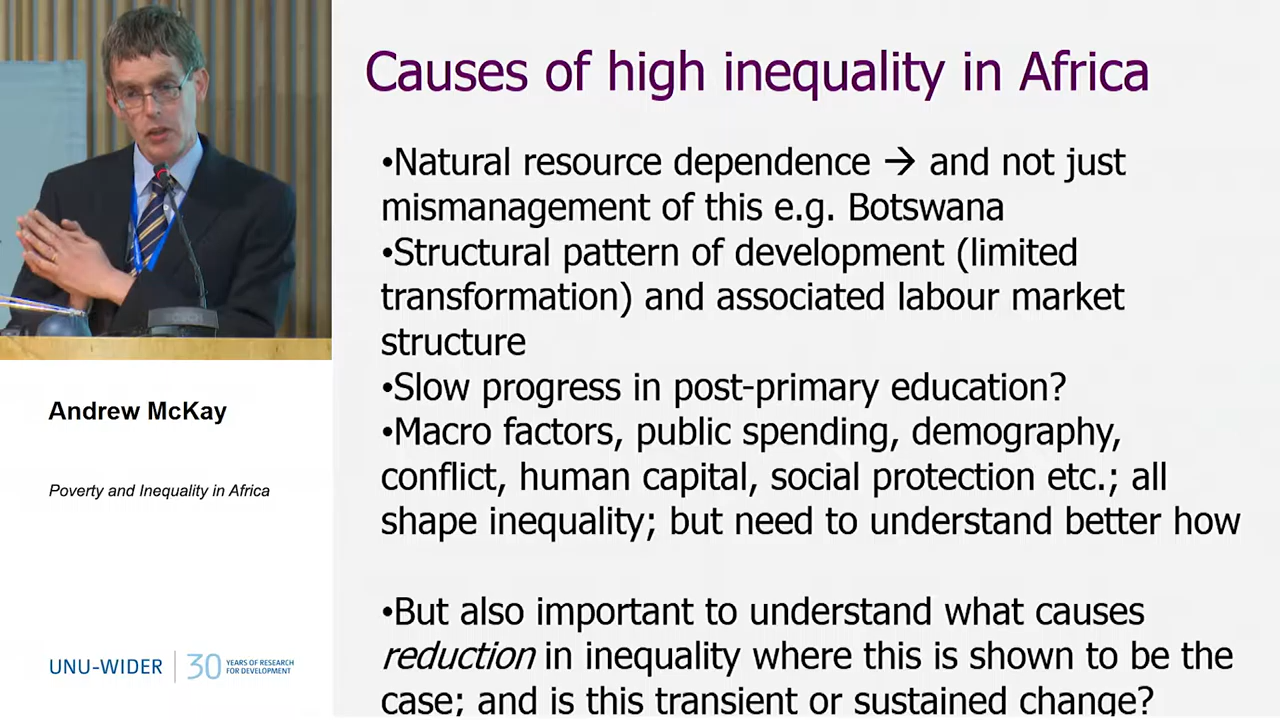 Causes of high inequality in Africa
•Natural resource dependence → and not just
mismanagement of this e.g. Botswana
•Structural pattern of development (limited
transformation) and associated labour market
structure
•Slow progress in post-primary education?
•Macro factors, public spending, demography,
conflict, human capital, social protection etc.; all
shape inequality; but need to understand better how
•But also important to understand what causes
reduction in inequality where this is shown to be the
case; and is this transient or sustained change?
Andrew McKay
Poverty and Inequality in Africa
UNU-WIDER
30 YEARS OF RESEARCH
FOR DEVELOPMENT